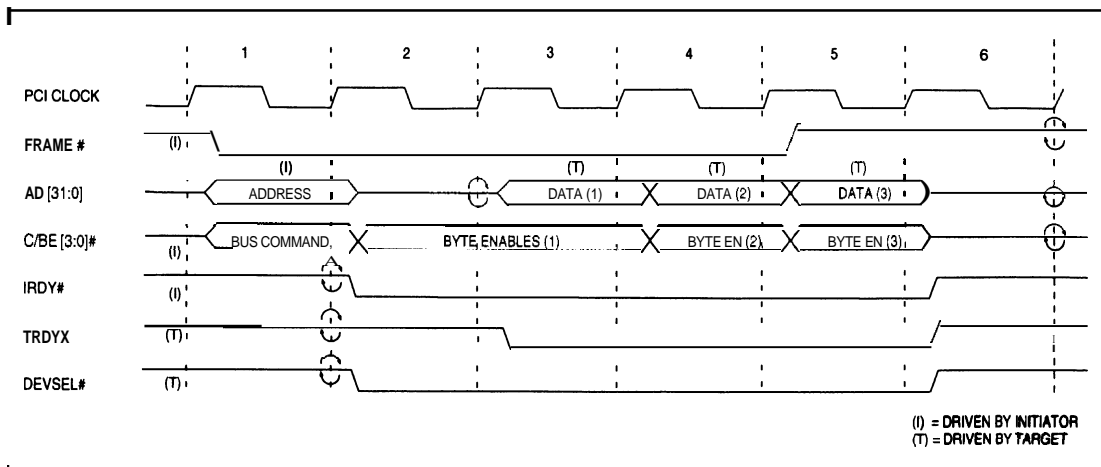 1 2 3 4 5 6
PCI CLOCK
FRAME # (I)
(I) (T) (T) (T)
AD [31:0] ADDRESS DATA (1) DATA (2) DATA (3)
C/BE [3:0]# (I) BUS COMMAND BYTE ENABLES (1) BYTE EN (2) BYTE EN (3)
IRDY# (I)
TRDYX (T)
DEVSEL# (T)
(I) = DRIVEN BY INITIATOR
(T) = DRIVEN BY TARGET